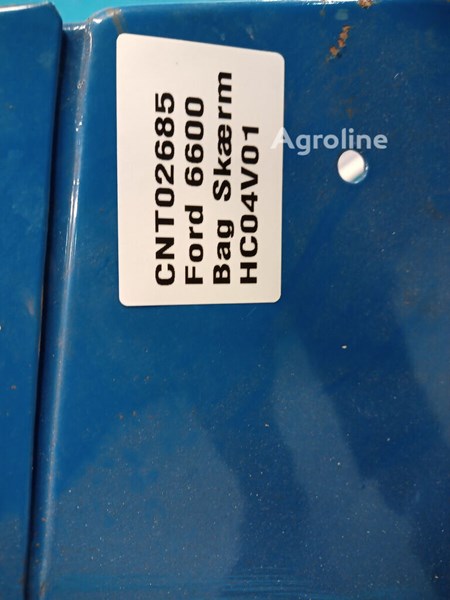 CNT02685
Ford 6600
Bag Skærm
HC04V01
Agroline